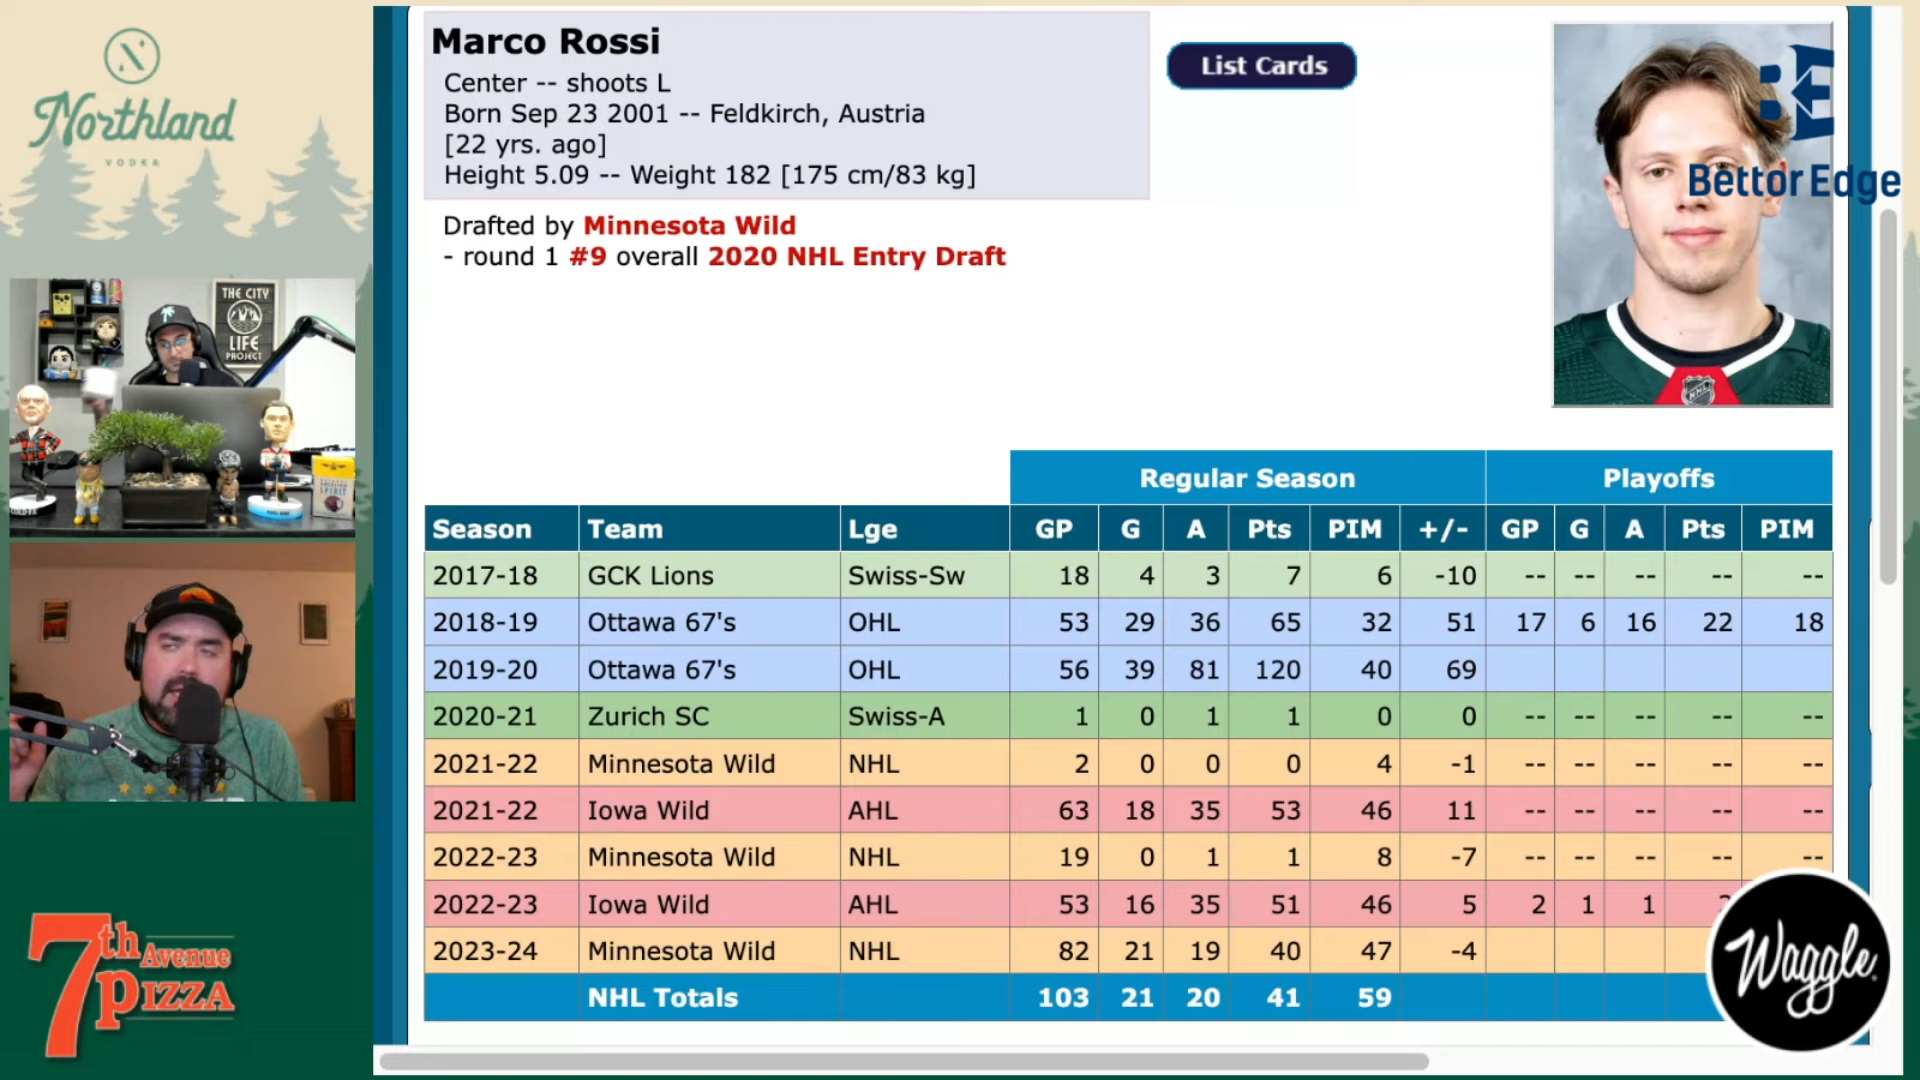 Northland
VODKA
THE CITY
LIFE
PROJECT
7th Avenue
PIZZA
Marco Rossi
Center -- shoots L
Born Sep 23 2001 -- Feldkirch, Austria
[22 yrs. ago]
Height 5.09 -- Weight 182 [175 cm/83 kg]
List Cards
BettorEdge
Drafted by Minnesota Wild
- round 1 #9 overall 2020 NHL Entry Draft
NHL
Regular Season Playoffs
Season Team Lge GP G A Pts PIM +/- GP G A Pts PIM
2017-18 GCK Lions Swiss-Sw 18 4 3 7 6 -10 -- -- -- -- --
2018-19 Ottawa 67's OHL 53 29 36 65 32 51 17 6 16 22 18
2019-20 Ottawa 67's OHL 56 39 81 120 40 69
2020-21 Zurich SC Swiss-A 1 0 1 1 0 0 -- -- -- -- --
2021-22 Minnesota Wild NHL 2 0 0 0 4 -1 -- -- -- -- --
2021-22 Iowa Wild AHL 63 18 35 53 46 11 -- -- -- -- --
2022-23 Minnesota Wild NHL 19 0 1 1 8 -7 -- -- -- -- --
2022-23 Iowa Wild AHL 53 16 35 51 46 5 2 1 1
2023-24 Minnesota Wild NHL 82 21 19 40 47 -4
NHL Totals 103 21 20 41 59
Waggle